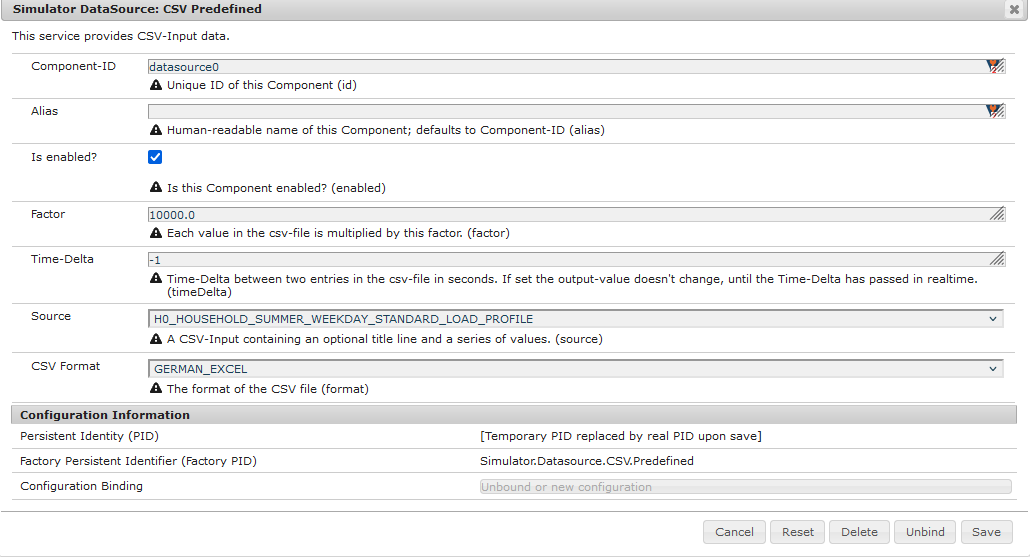 Simulator DataSource: CSV Predefined
This service provides CSV-Input data.
Component-ID
datasource0
Unique ID of this Component (id)
Alias
Human-readable name of this Component; defaults to Component-ID (alias)
Is enabled?
Is this Component enabled? (enabled)
Factor
10000.0
Each value in the csv-file is multiplied by this factor. (factor)
Time-Delta
-1
Time-Delta between two entries in the csv-file in seconds. If set the output-value doesn't change, until the Time-Delta has passed in realtime.
(timeDelta)
Source
H0_HOUSEHOLD_SUMMER_WEEKDAY_STANDARD_LOAD_PROFILE
A CSV-Input containing an optional title line and a series of values. (source)
CSV Format
GERMAN_EXCEL
The format of the CSV file (format)
Configuration Information
Persistent Identity (PID)
[Temporary PID replaced by real PID upon save]
Factory Persistent Identifier (Factory PID)
Simulator.Datasource.CSV.Predefined
Configuration Binding
Unbound or new configuration
Cancel
Reset
Delete
Unbind
Save